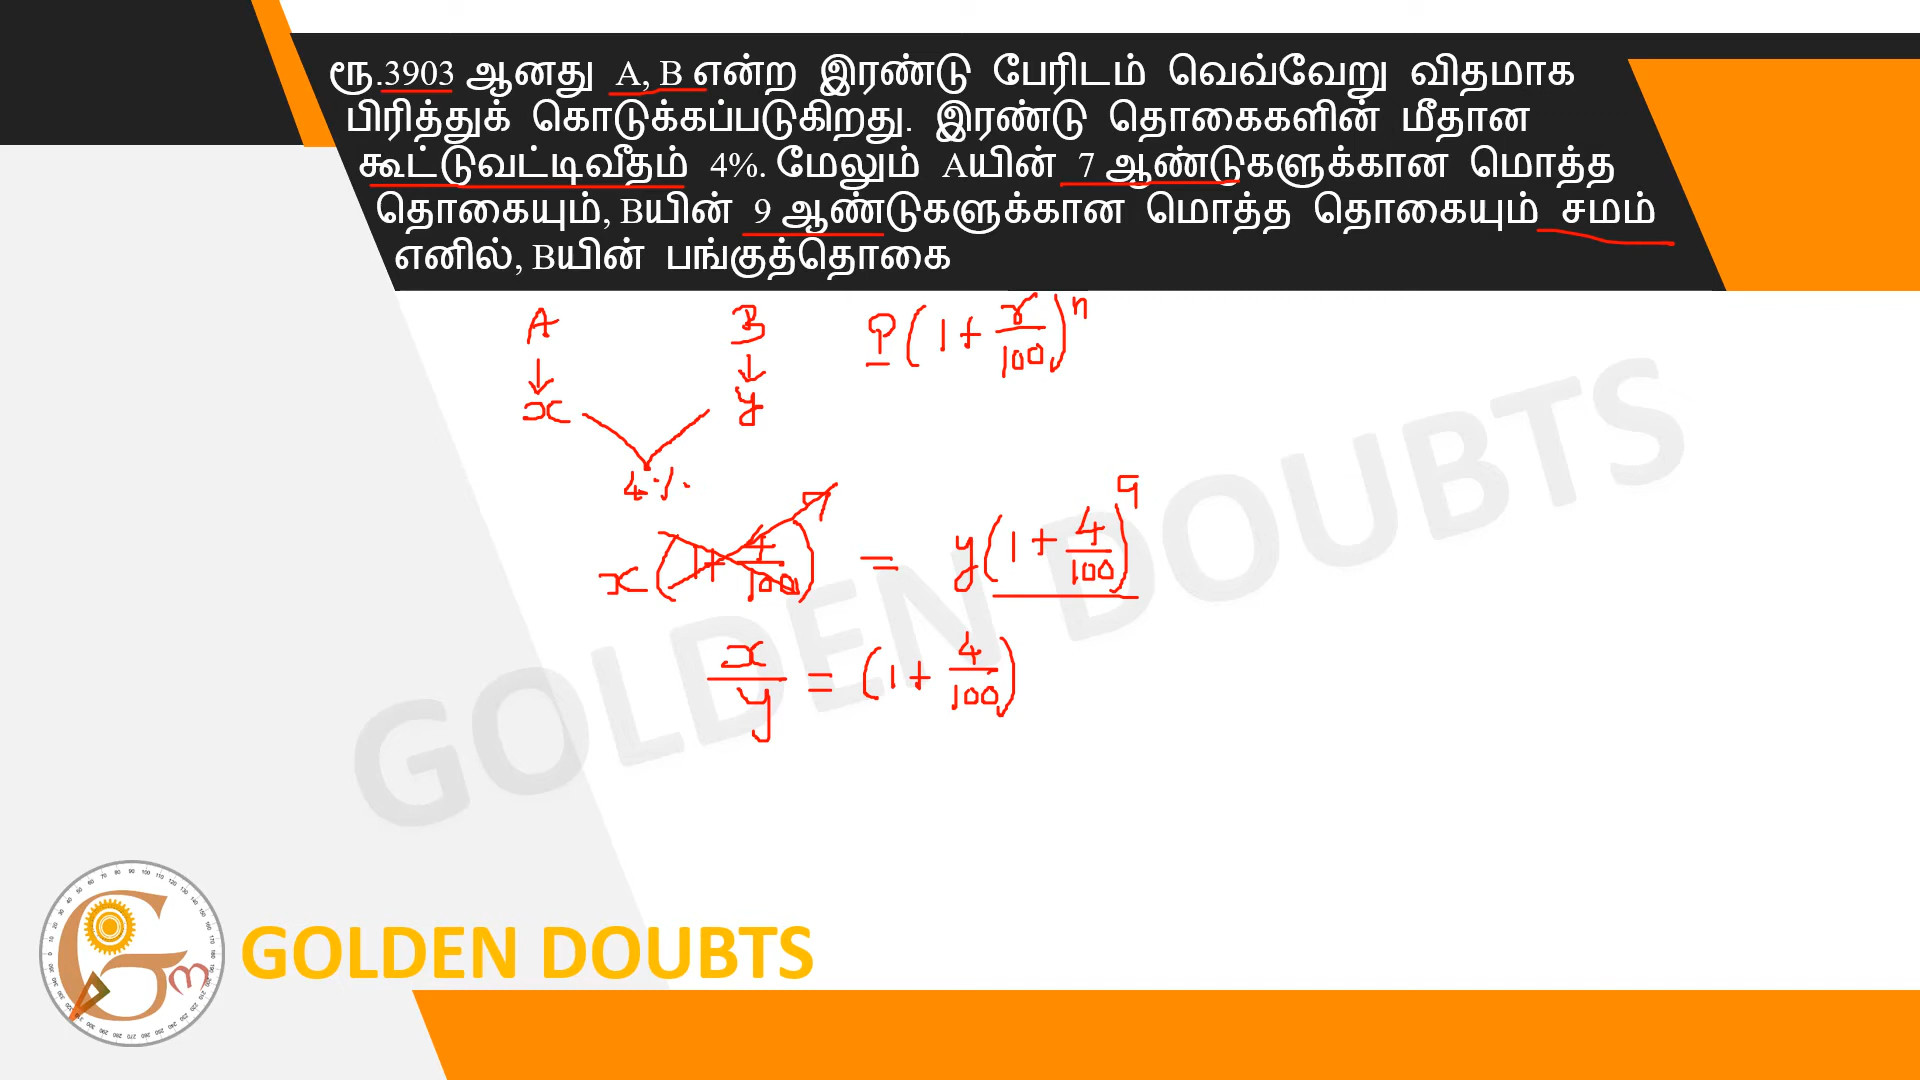 ரூ.3903 ஆனது A, B என்ற இரண்டு பேரிடம் வெவ்வேறு விதமாக
பிரித்துக் கொடுக்கப்படுகிறது. இரண்டு தொகைகளின் மீதான
கூட்டுவட்டிவீதம் 4%. மேலும் Aயின் 7 ஆண்டுகளுக்கான மொத்த
தொகையும், Bயின் 9 ஆண்டுகளுக்கான மொத்த தொகையும் சமம்
எனில், Bயின் பங்குத்தொகை
A B P(1+r/100)^n
↓ ↓
x y
4%
x(1+4/100)^7 = y(1+4/100)^9
x/y = (1+4/100)
GOLDEN DOUBTS
GOLDEN DOUBTS